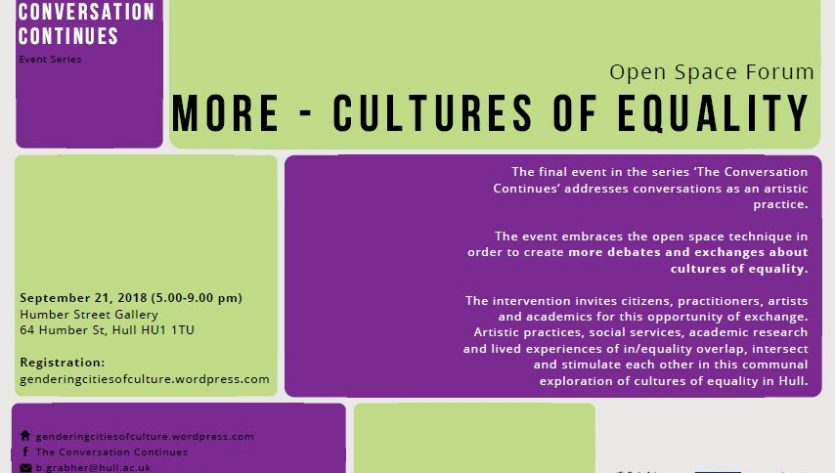 CONVERSATION
CONTINUES
Event Series
Open Space Forum
MORE - CULTURES OF EQUALITY
The final event in the series ‘The Conversation
Continues’ addresses conversations as an artistic
practice.
The event embraces the open space technique in
order to create more debates and exchanges about
cultures of equality.
The intervention invites citizens, practitioners, artists
and academics for this opportunity of exchange.
Artistic practices, social services, academic research
and lived experiences of in/equality overlap, intersect
and stimulate each other in this communal
exploration of cultures of equality in Hull.
September 21, 2018 (5.00-9.00 pm)
Humber Street Gallery
64 Humber St, Hull HU1 1TU
Registration:
genderingcitiesofculture.wordpress.com
genderingcitiesofculture.wordpress.com
The Conversation Continues
b.grabher@hull.ac.uk